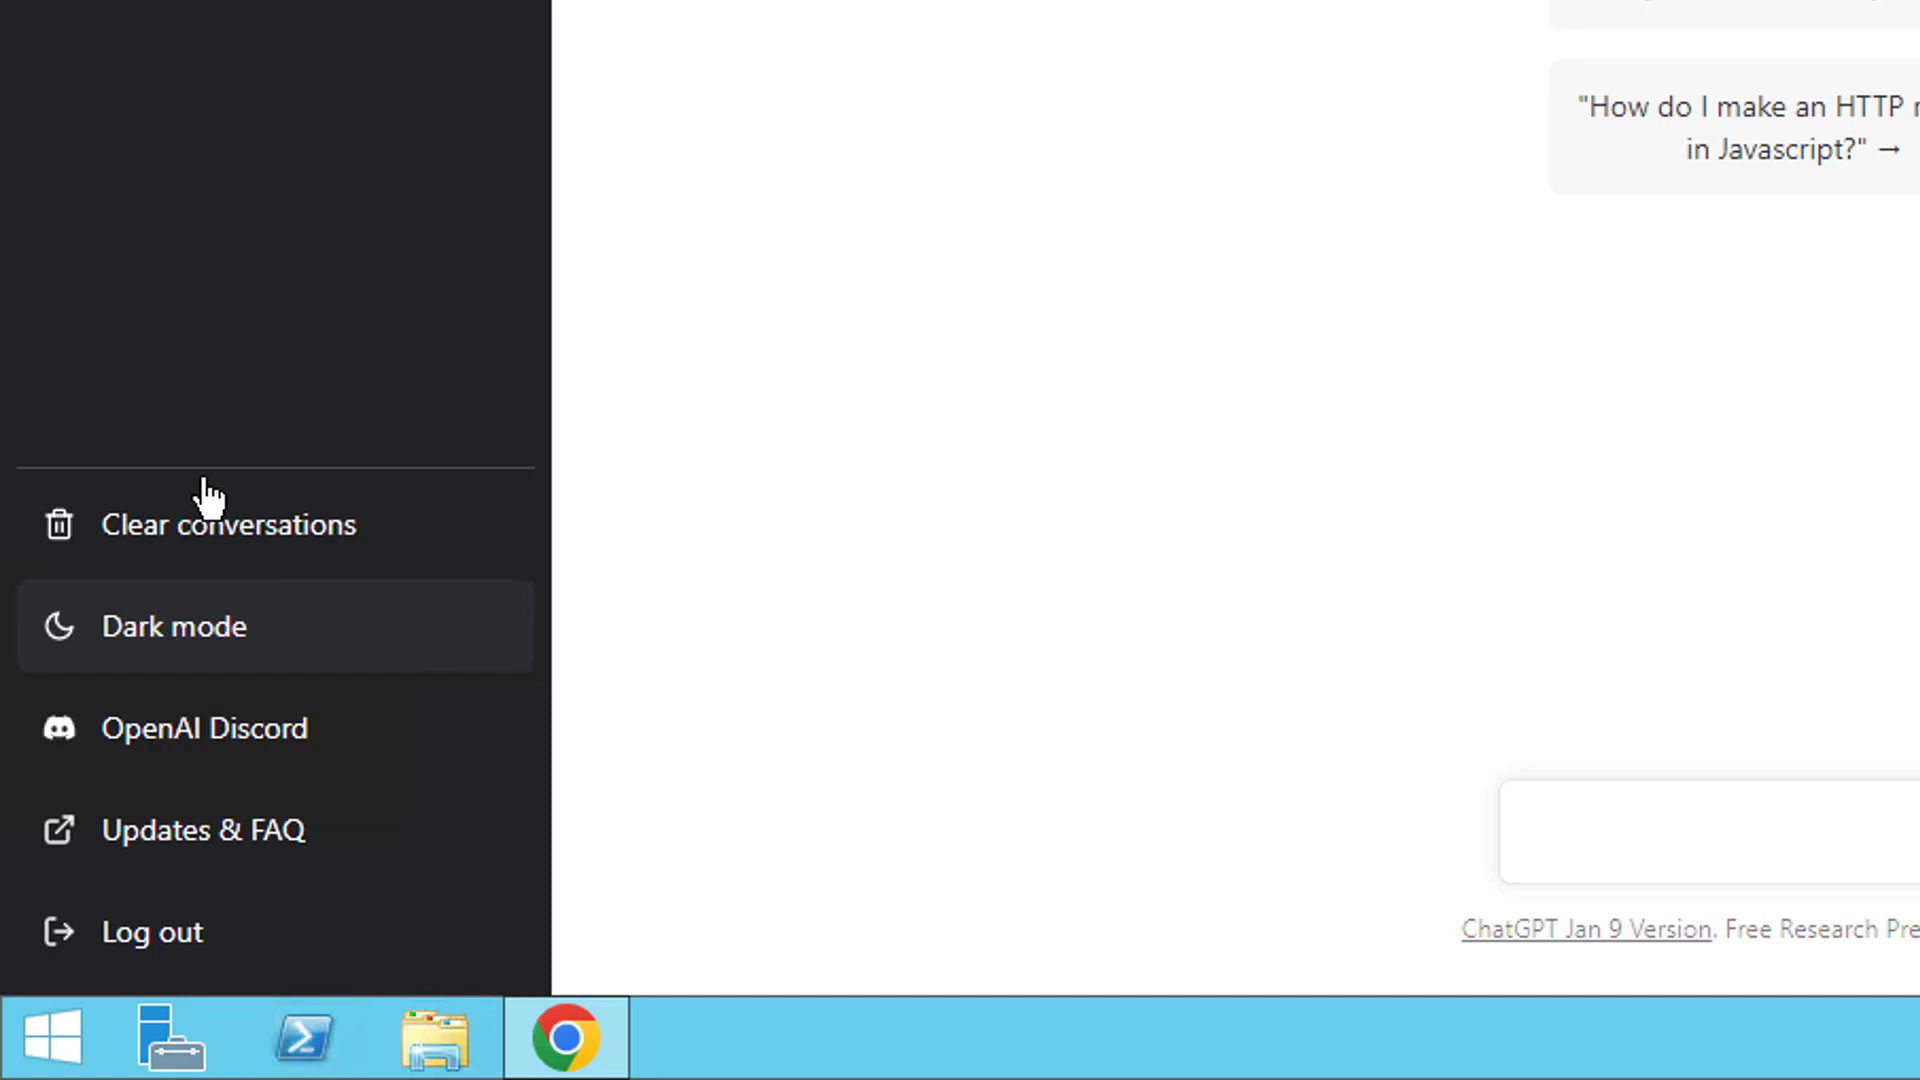 "How do I make an HTTP
in Javascript?" →
Clear conversations
Dark mode
OpenAI Discord
Updates & FAQ
Log out
ChatGPT Jan 9 Version. Free Research